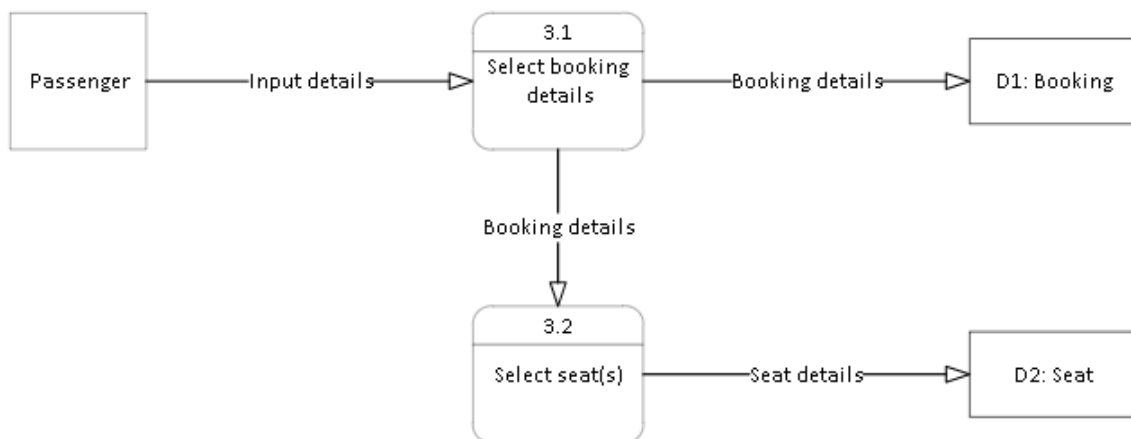 3.1
Passenger
Input details
Select booking
details
Booking details
D1: Booking
Booking details
3.2
Select seat(s)
Seat details
D2: Seat